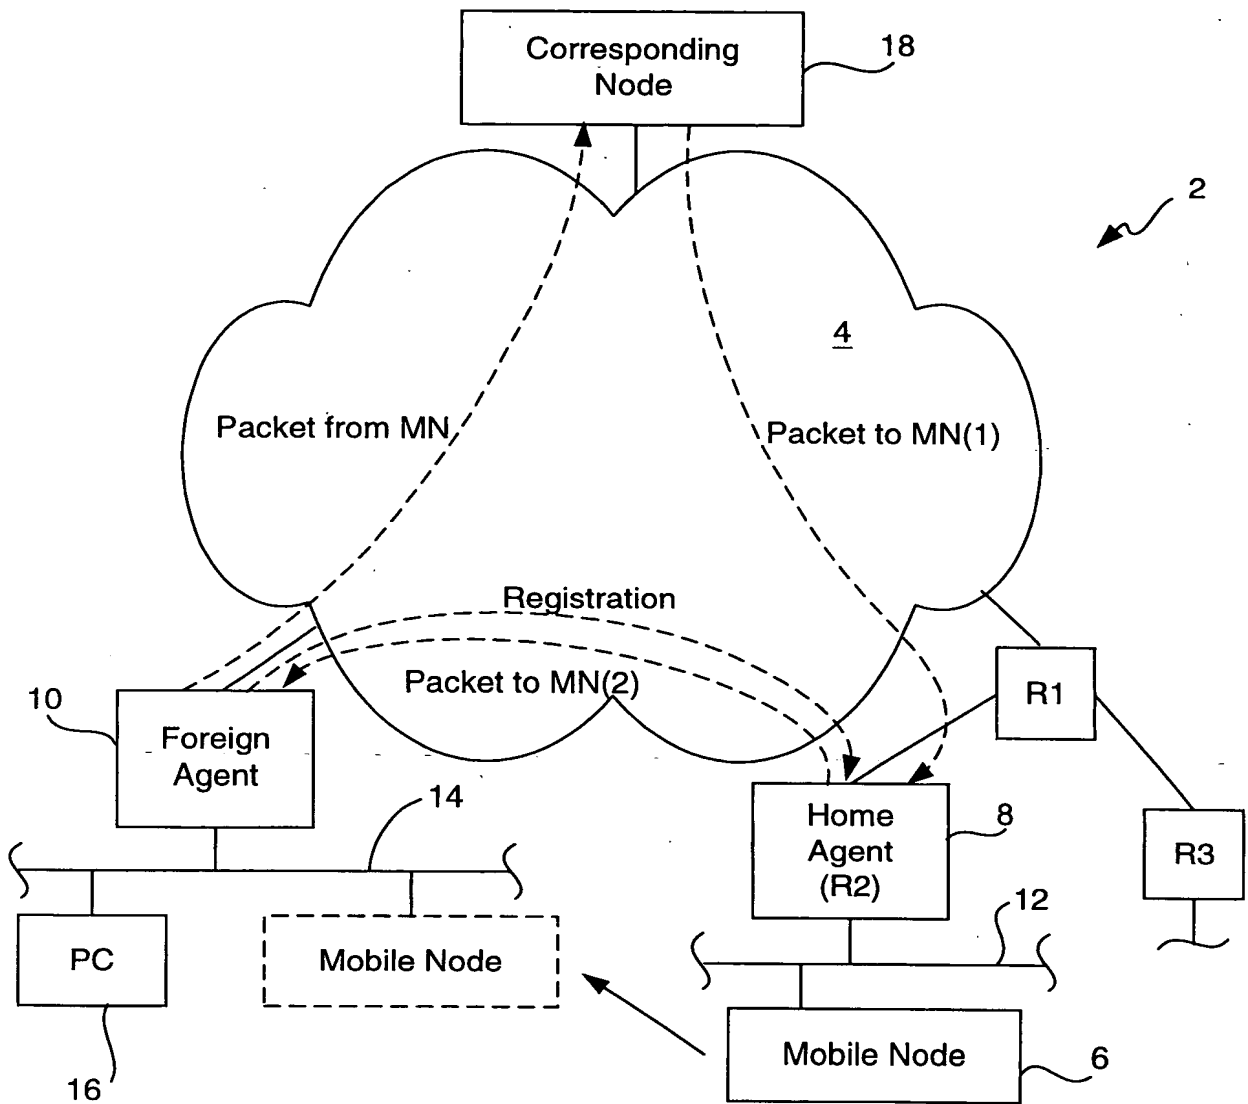 Corresponding
Node
18
2
4
Packet from MN
Packet to MN(1)
Registration
Packet to MN(2)
R1
10
Foreign
Agent
14
Home
Agent
(R2)
8
R3
12
PC
Mobile Node
Mobile Node
6
16